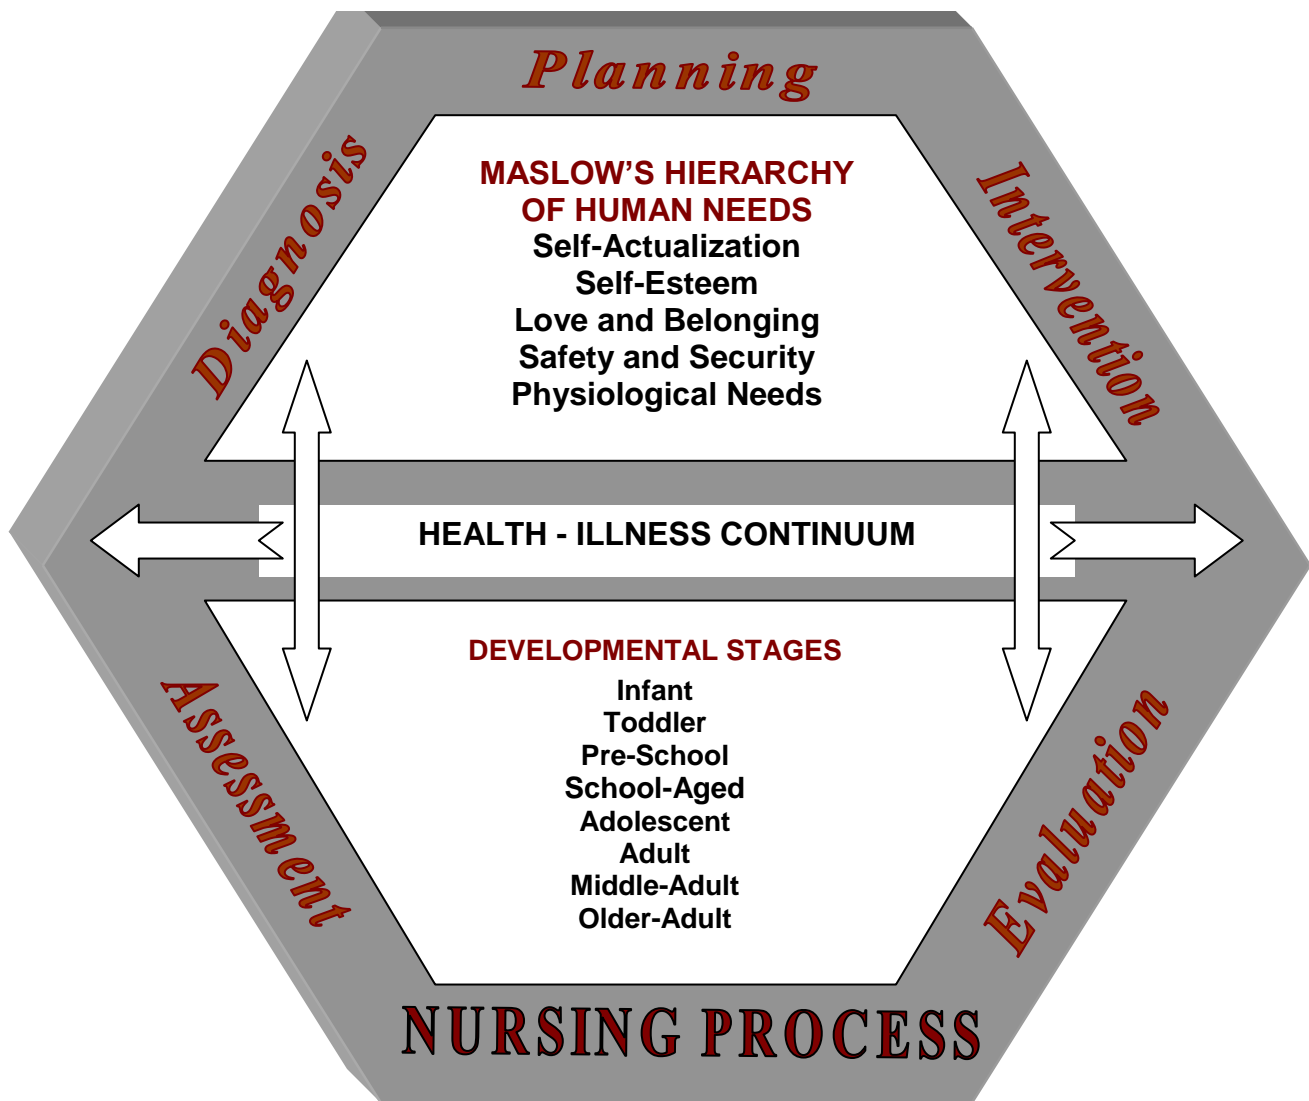 Planning
Diagnosis
Intervention
MASLOW’S HIERARCHY
OF HUMAN NEEDS
Self-Actualization
Self-Esteem
Love and Belonging
Safety and Security
Physiological Needs
HEALTH - ILLNESS CONTINUUM
DEVELOPMENTAL STAGES
Infant
Toddler
Pre-School
School-Aged
Adolescent
Adult
Middle-Adult
Older-Adult
Assessment
Evaluation
NURSING PROCESS